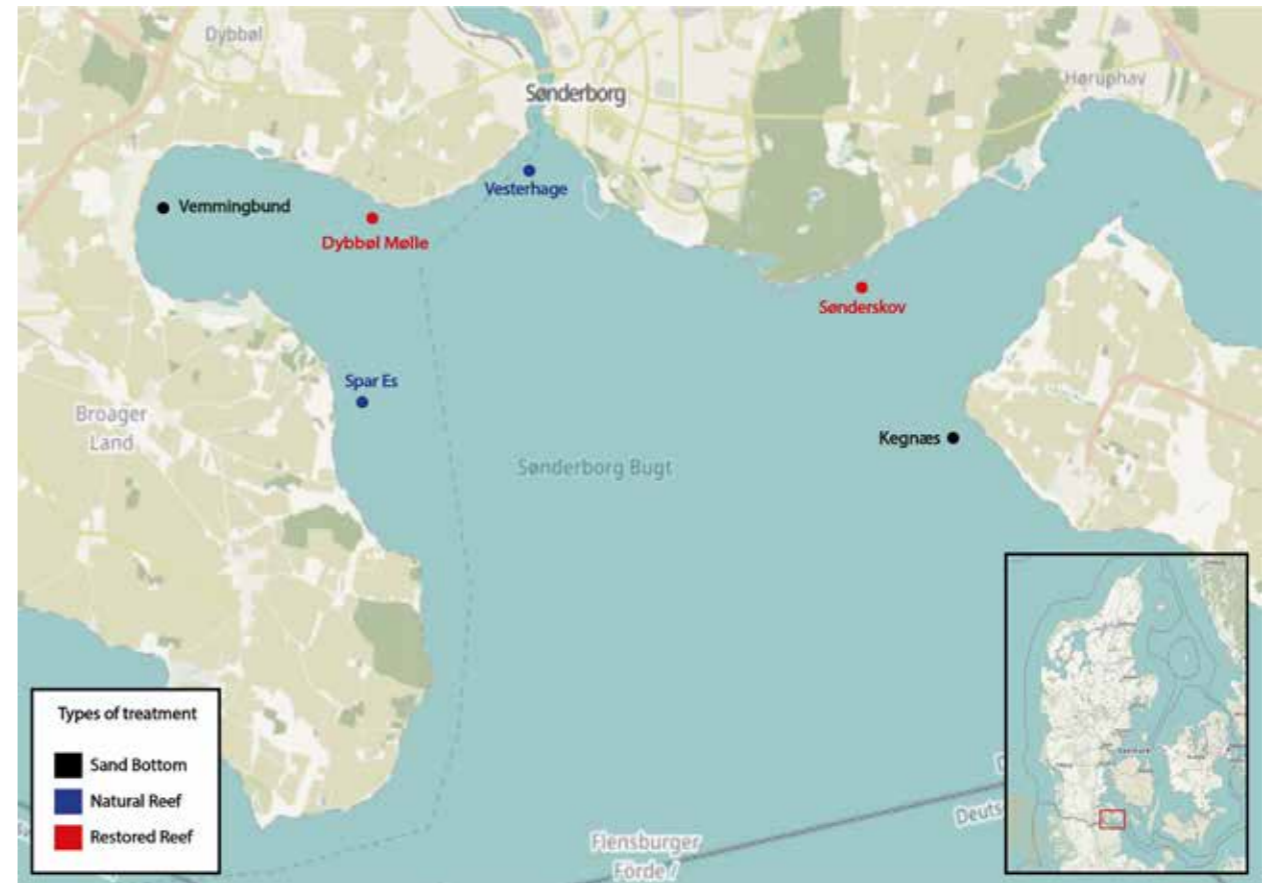 Dybbøl
Sønderborg
Høruphav
Vesterhage
Vemmingbund
Dybbøl Mølle
Sønderskov
Spar Es
Broager
Land
Kegnæs
Sønderborg Bugt
Types of treatment
Sand Bottom
Natural Reef
Restored Reef
Flensburger
Förde /
Deuts